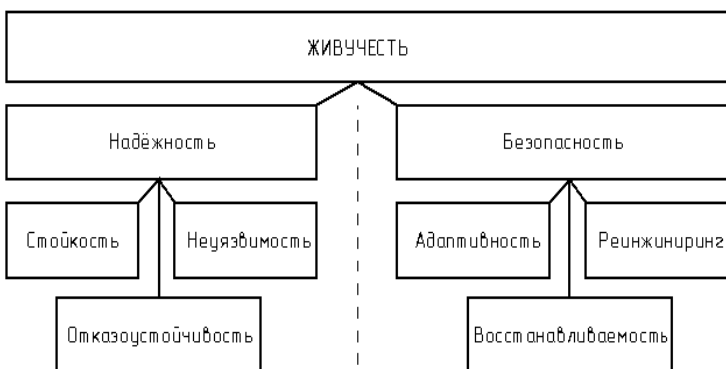 ЖИВУЧЕСТЬ
Надёжность
Безопасность
Стойкость
Неуязвимость
Адаптивность
Реинжиниринг
Отказоустойчивость
Восстанавливаемость